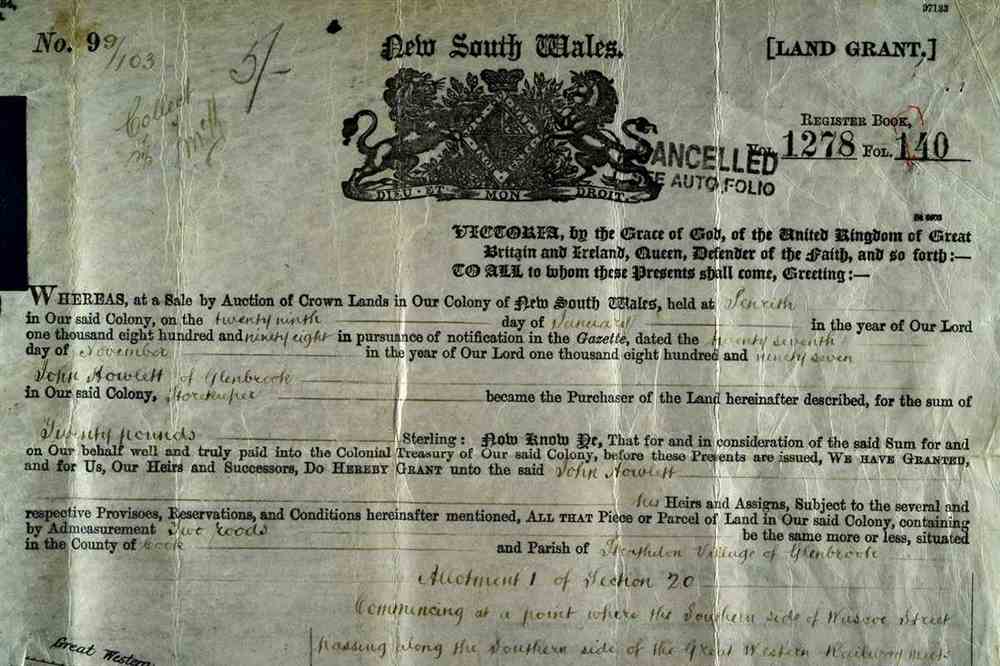 97183
No. 99/103
5/-
New South Wales.
[LAND GRANT.]
Collect
REGISTER BOOK,
VOL. 1278 FOL. 140
CANCELLED
SEE AUTO FOLIO
DIEU · ET MON DROIT
VICTORIA, by the Grace of God, of the United Kingdom of Great
Britain and Ireland, Queen, Defender of the Faith, and so forth:—
TO ALL to whom these Presents shall come, Greeting:—
WHEREAS, at a Sale by Auction of Crown Lands in Our Colony of New South Wales, held at Penrith
in Our said Colony, on the twenty ninth day of January in the year of Our Lord
one thousand eight hundred and ninety eight in pursuance of notification in the Gazette, dated the twenty seventh
day of November in the year of Our Lord one thousand eight hundred and ninety seven
John Howlett of Glenbrook
in Our said Colony, Storekeeper became the Purchaser of the Land hereinafter described, for the sum of
Twenty pounds Sterling: Now Know Ye, That for and in consideration of the said Sum for and
on Our behalf well and truly paid into the Colonial Treasury of Our said Colony, before these Presents are issued, WE HAVE GRANTED,
and for Us, Our Heirs and Successors, DO HEREBY GRANT unto the said John Howlett
his Heirs and Assigns, Subject to the several and
respective Provisoes, Reservations, and Conditions hereinafter mentioned, ALL THAT Piece or Parcel of Land in Our said Colony, containing
by Admeasurement Two roods be the same more or less, situated
in the County of Cook and Parish of Strathdon Village of Glenbrook
Allotment 1 of Section 20
Commencing at a point where the Southern side of Wascoe Street
passing along the Southern side of the Great Western Railway meets
Great Western